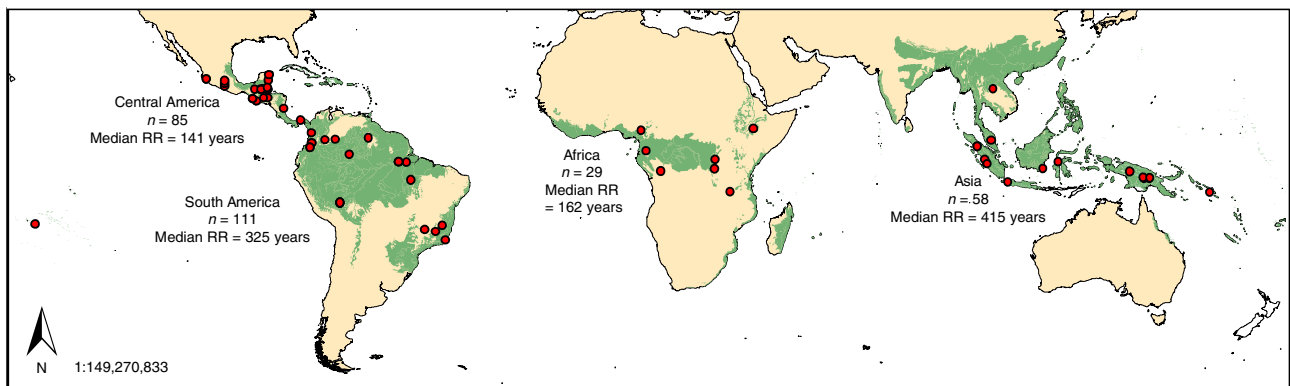 Central America
n = 85
Median RR = 141 years
South America
n = 111
Median RR = 325 years
Africa
n = 29
Median RR
= 162 years
Asia
n = 58
Median RR = 415 years
N
1:149,270,833